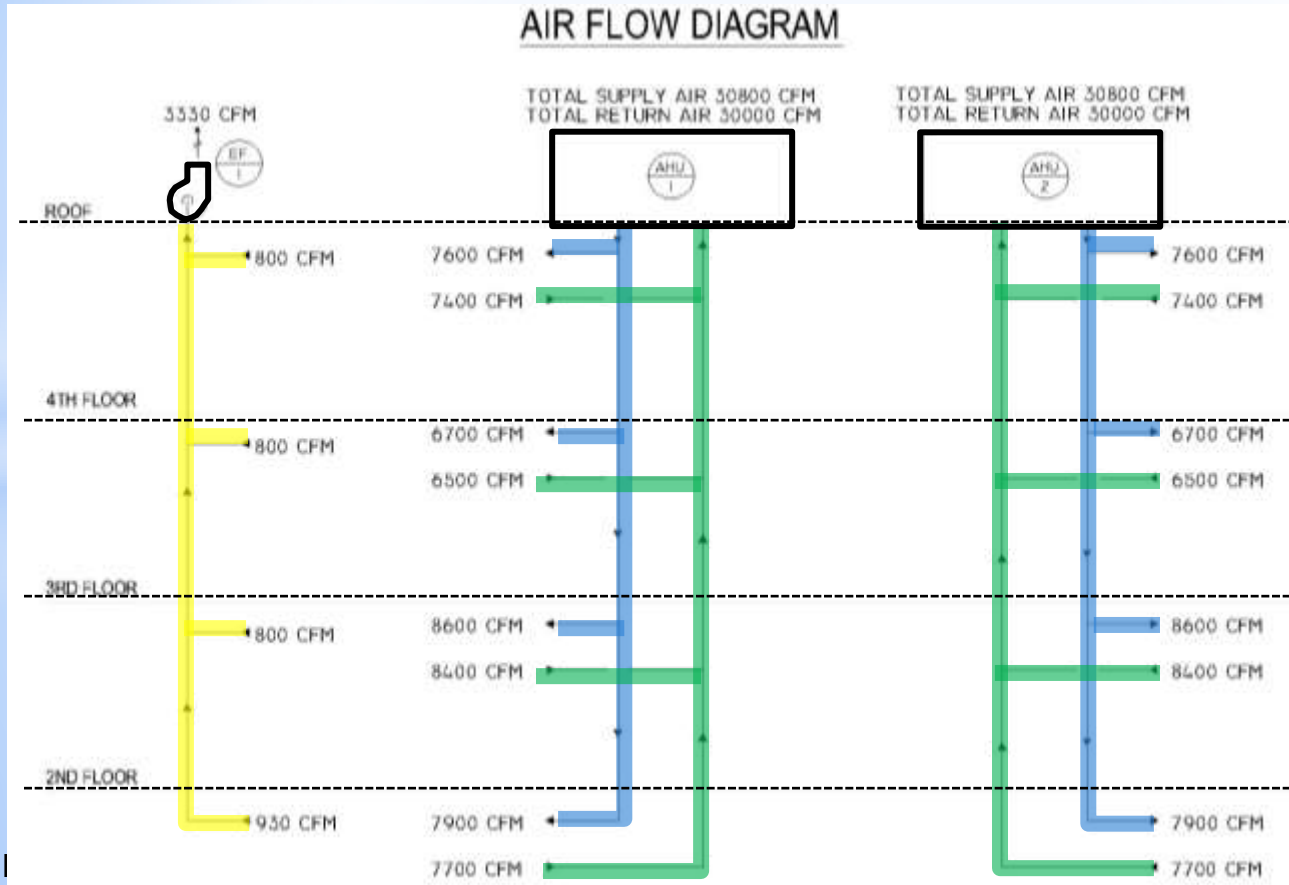 AIR FLOW DIAGRAM
TOTAL SUPPLY AIR 30800 CFM
TOTAL RETURN AIR 30000 CFM
TOTAL SUPPLY AIR 30800 CFM
TOTAL RETURN AIR 30000 CFM
3330 CFM
EF
1
AHU
1
AHU
2
ROOF
800 CFM
7600 CFM
7600 CFM
7400 CFM
7400 CFM
4TH FLOOR
800 CFM
6700 CFM
6700 CFM
6500 CFM
6500 CFM
3RD FLOOR
800 CFM
8600 CFM
8600 CFM
8400 CFM
8400 CFM
2ND FLOOR
930 CFM
7900 CFM
7900 CFM
7700 CFM
7700 CFM